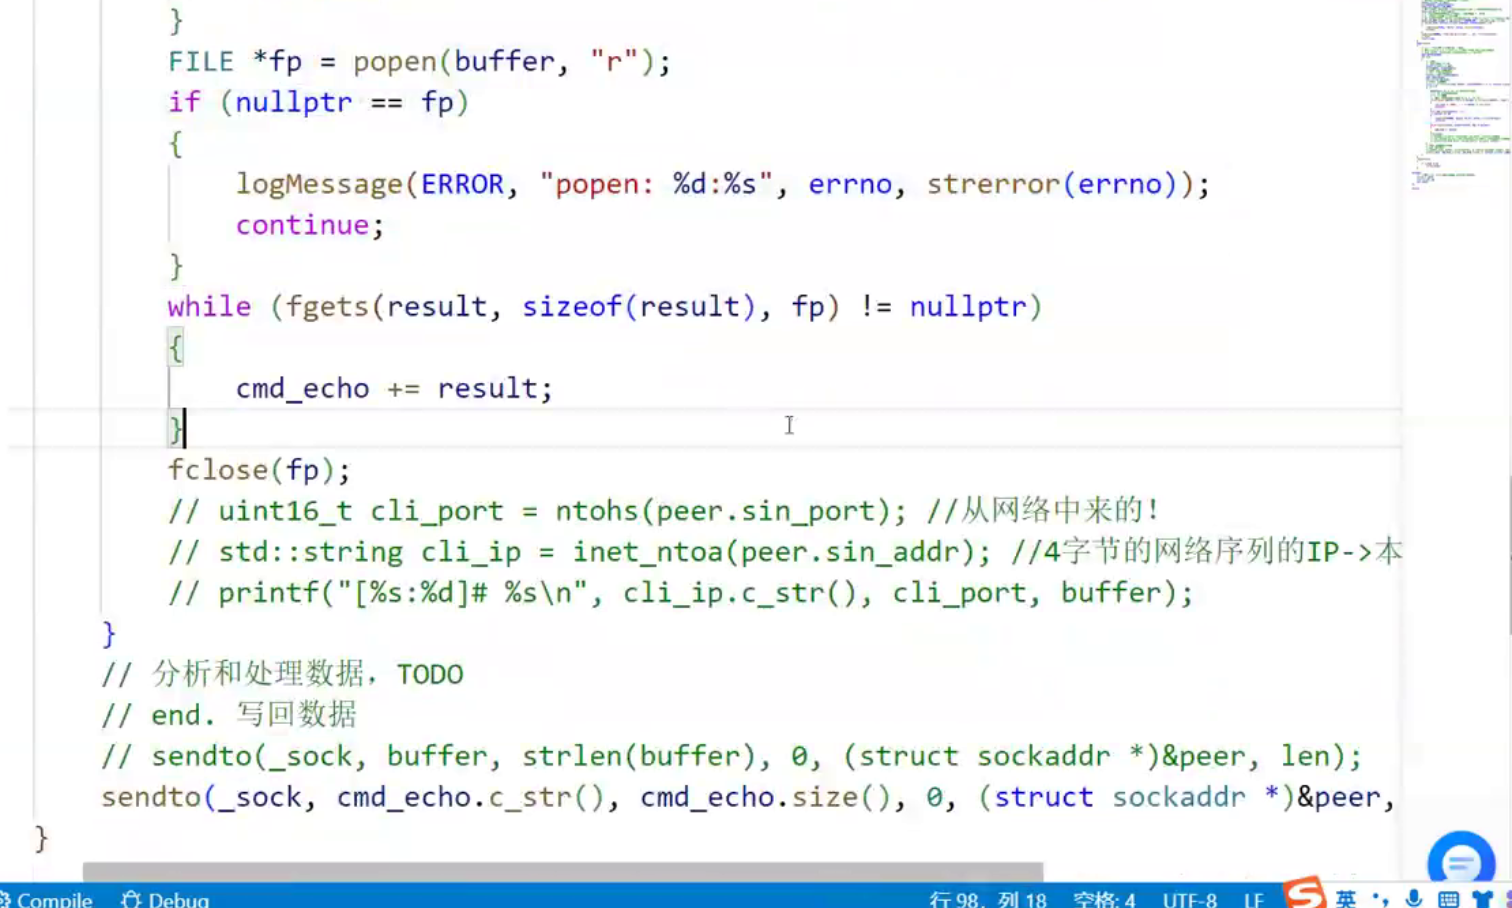 }
FILE *fp = popen(buffer, "r");
if (nullptr == fp)
{
logMessage(ERROR, "popen: %d:%s", errno, strerror(errno));
continue;
}
while (fgets(result, sizeof(result), fp) != nullptr)
{
cmd_echo += result;
}
fclose(fp);
// uint16_t cli_port = ntohs(peer.sin_port); //从网络中来的!
// std::string cli_ip = inet_ntoa(peer.sin_addr); //4字节的网络序列的IP->本
// printf("[%s:%d]# %s\n", cli_ip.c_str(), cli_port, buffer);
}
// 分析和处理数据，TODO
// end. 写回数据
// sendto(_sock, buffer, strlen(buffer), 0, (struct sockaddr *)&peer, len);
sendto(_sock, cmd_echo.c_str(), cmd_echo.size(), 0, (struct sockaddr *)&peer,
}
Compile Debug 行 98，列 18 空格: 4 UTF-8 LF 英